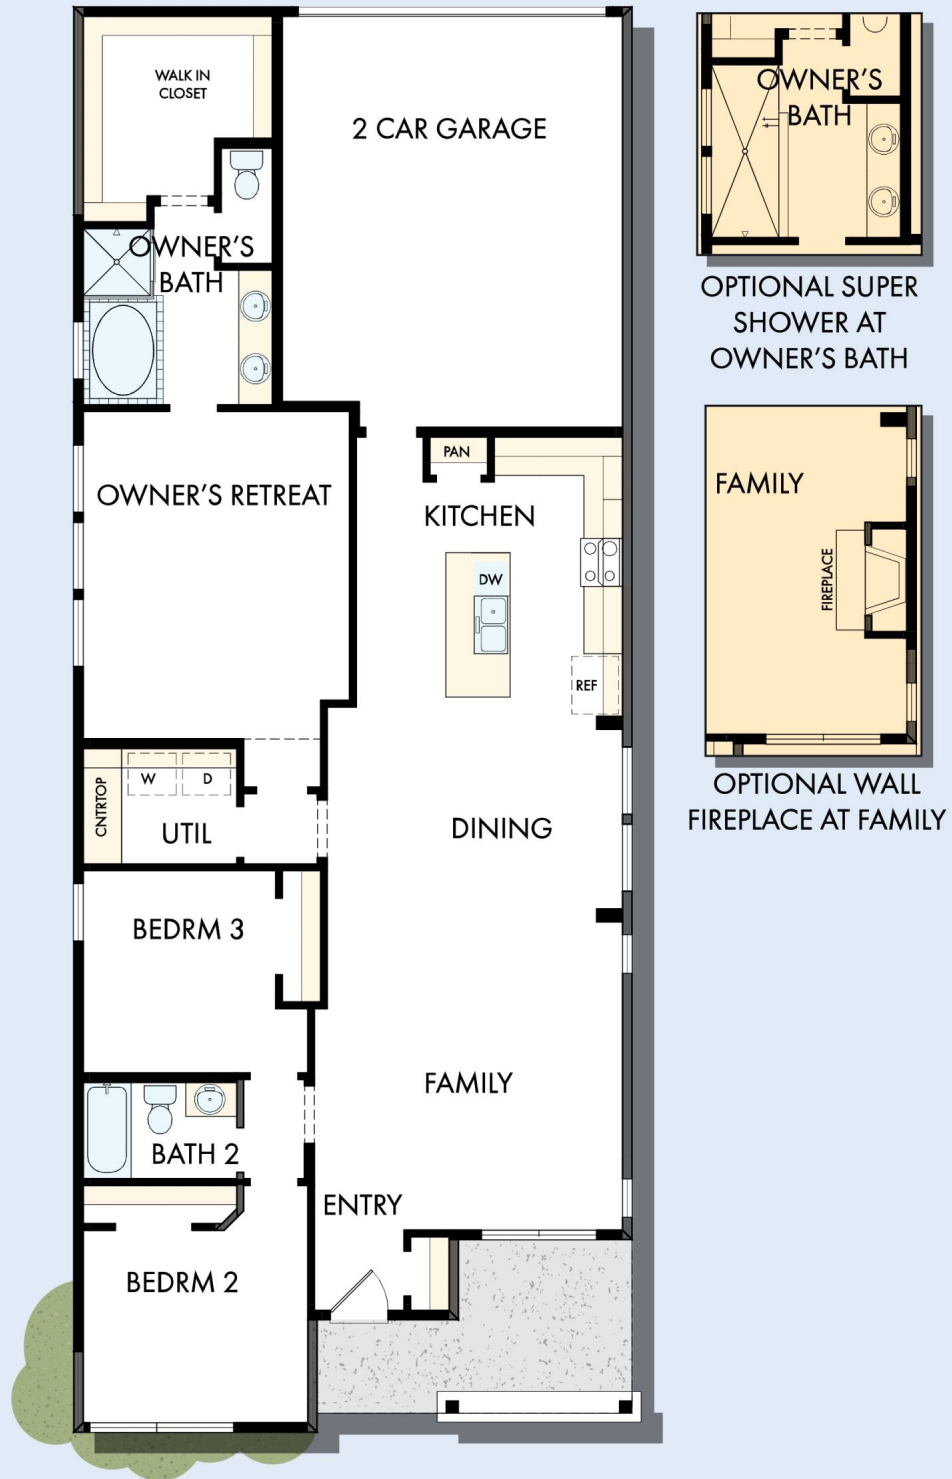 WALK IN
CLOSET
2 CAR GARAGE
OWNER'S
BATH
OWNER'S RETREAT
PAN
KITCHEN
DW
REF
CNTRTOP
W
D
UTIL
DINING
BEDRM 3
FAMILY
BATH 2
ENTRY
BEDRM 2
OWNER'S
BATH
OPTIONAL SUPER
SHOWER AT
OWNER'S BATH
FAMILY
FIREPLACE
OPTIONAL WALL
FIREPLACE AT FAMILY